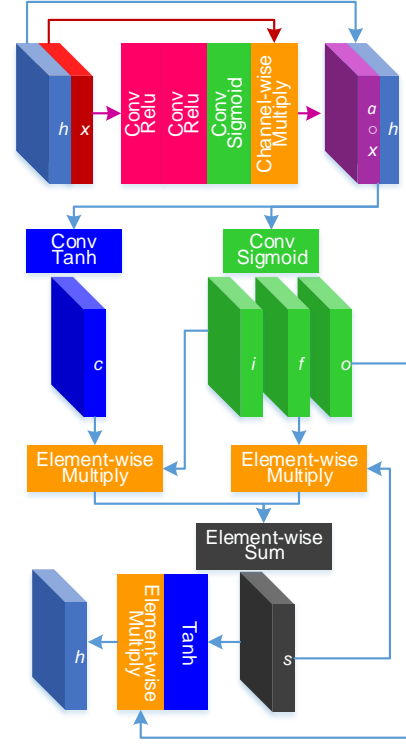 h
x
Conv
Relu
Conv
Relu
Conv
Sigmoid
Channel-wise
Multiply
a
○
x
h
Conv
Tanh
Conv
Sigmoid
c
i
f
o
Element-wise
Multiply
Element-wise
Multiply
Element-wise
Sum
h
Element-wise
Multiply
Tanh
s